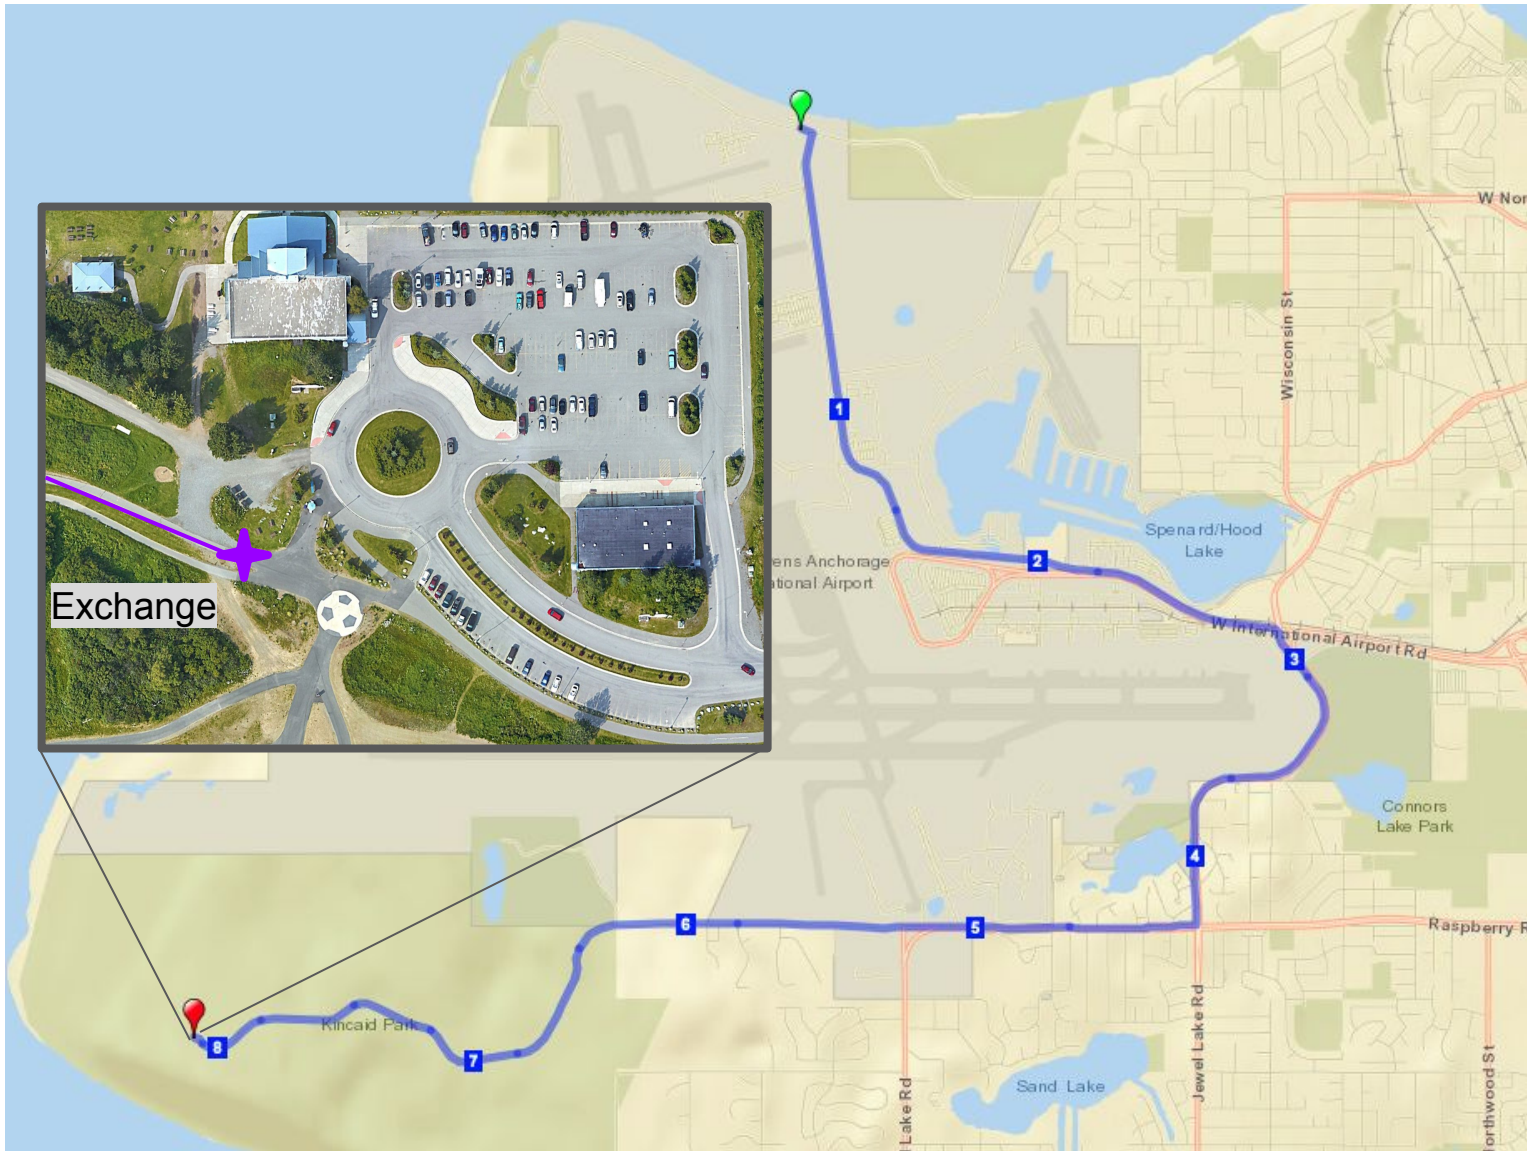 W Nor
Wisconsin St
1
Spenard/Hood
Lake
2
ens Anchorage
ational Airport
Exchange
W International Airport Rd
3
Connors
Lake Park
4
6
5
Raspberry R
Kincaid Park
8
7
Sand Lake
Lake Rd
Jewel Lake Rd
orthwood St